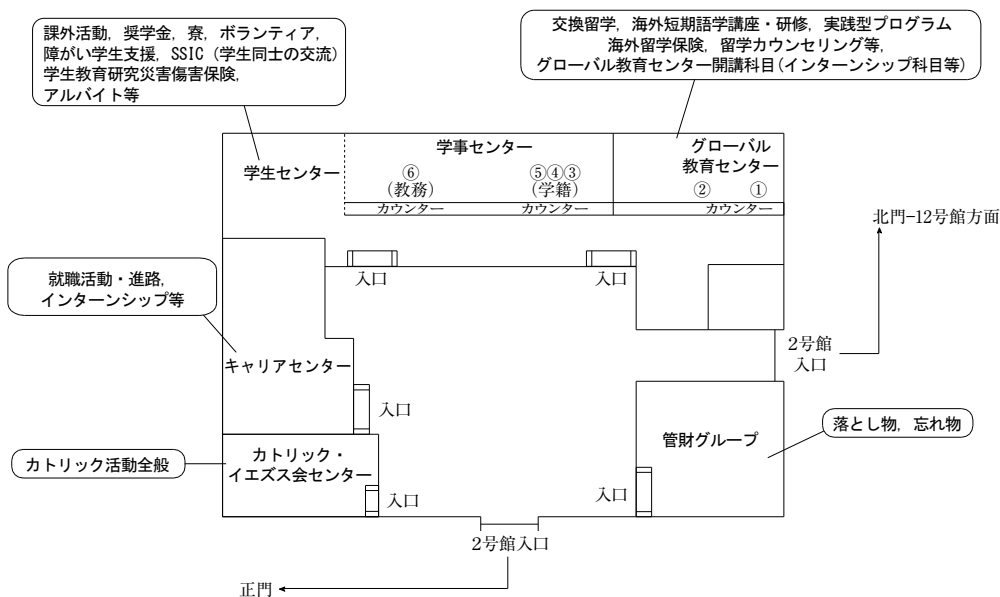 課外活動，奨学金，寮，ボランティア，
障がい学生支援，SSIC（学生同士の交流）
学生教育研究災害傷害保険，
アルバイト等
交換留学，海外短期語学講座・研修，実践型プログラム
海外留学保険，留学カウンセリング等，
グローバル教育センター開講科目（インターンシップ科目等）
学生センター
学事センター
⑥
（教務）
カウンター
⑤④③
（学籍）
カウンター
グローバル
教育センター
② ①
カウンター
北門−12号館方面
入口
入口
就職活動・進路，
インターンシップ等
キャリアセンター
入口
2号館
入口
カトリック活動全般
カトリック・
イエズス会センター
入口
管財グループ
入口
落とし物，忘れ物
2号館入口
正門